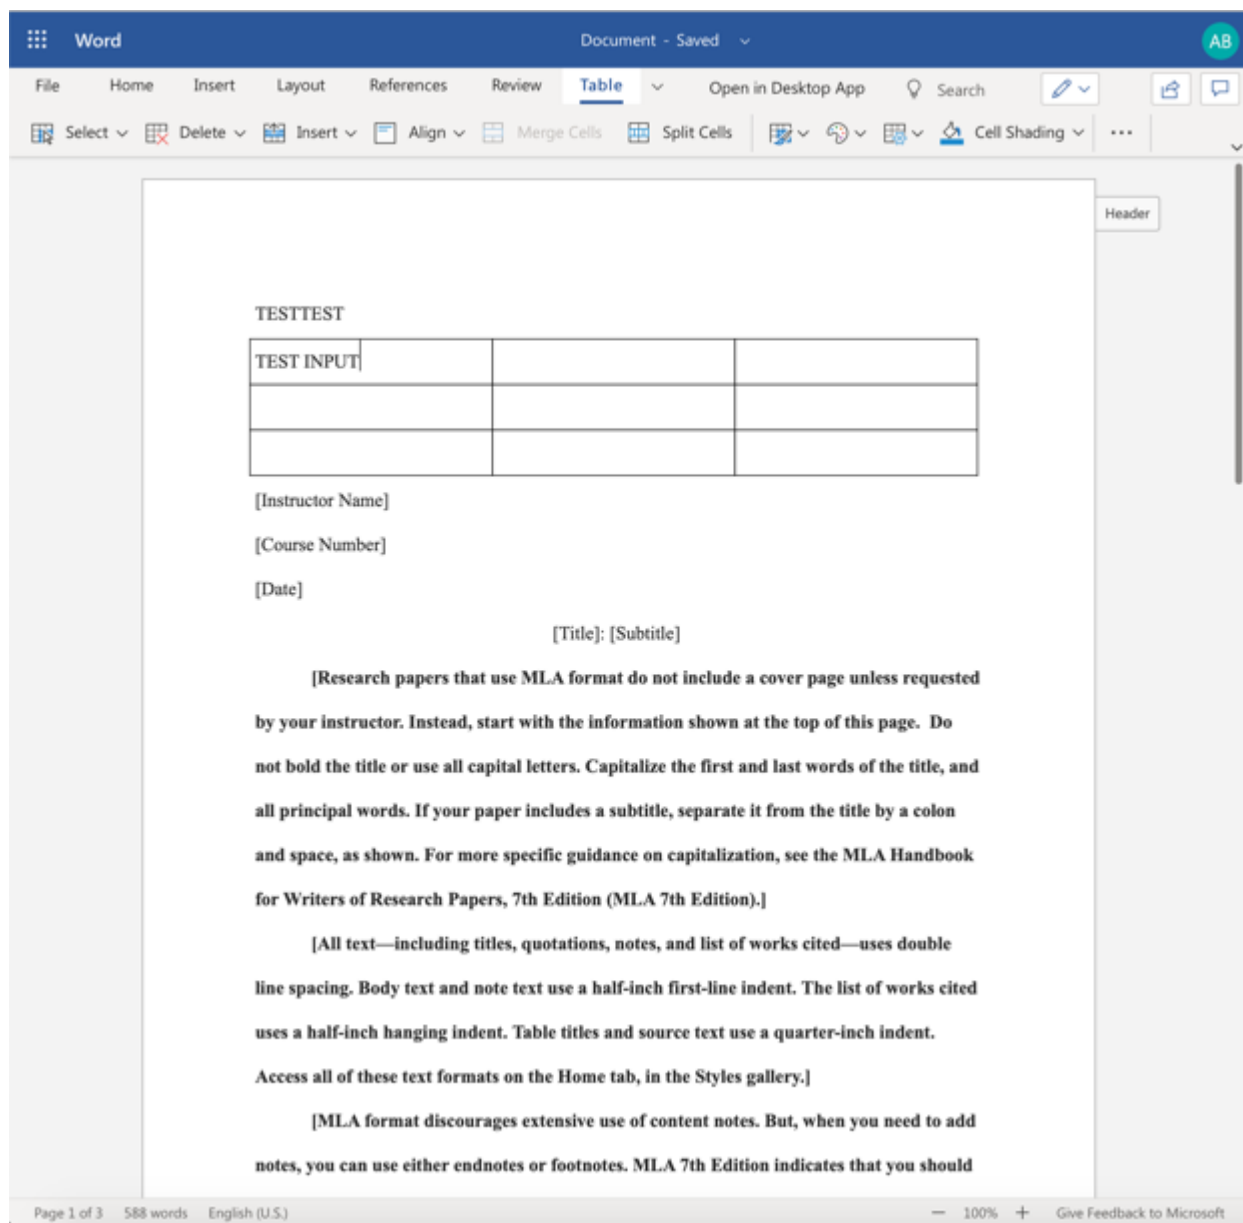 Word
Document - Saved
AB
File Home Insert Layout References Review Table Open in Desktop App Search
Select Delete Insert Align Merge Cells Split Cells Cell Shading ...
Header
TESTTEST
TEST INPUT
[Instructor Name]
[Course Number]
[Date]
[Title]: [Subtitle]
[Research papers that use MLA format do not include a cover page unless requested
by your instructor. Instead, start with the information shown at the top of this page.  Do
not bold the title or use all capital letters. Capitalize the first and last words of the title, and
all principal words. If your paper includes a subtitle, separate it from the title by a colon
and space, as shown. For more specific guidance on capitalization, see the MLA Handbook
for Writers of Research Papers, 7th Edition (MLA 7th Edition).]
[All text—including titles, quotations, notes, and list of works cited—uses double
line spacing. Body text and note text use a half-inch first-line indent. The list of works cited
uses a half-inch hanging indent. Table titles and source text use a quarter-inch indent.
Access all of these text formats on the Home tab, in the Styles gallery.]
[MLA format discourages extensive use of content notes. But, when you need to add
notes, you can use either endnotes or footnotes. MLA 7th Edition indicates that you should
Page 1 of 3 588 words English (U.S.) — 100% + Give Feedback to Microsoft